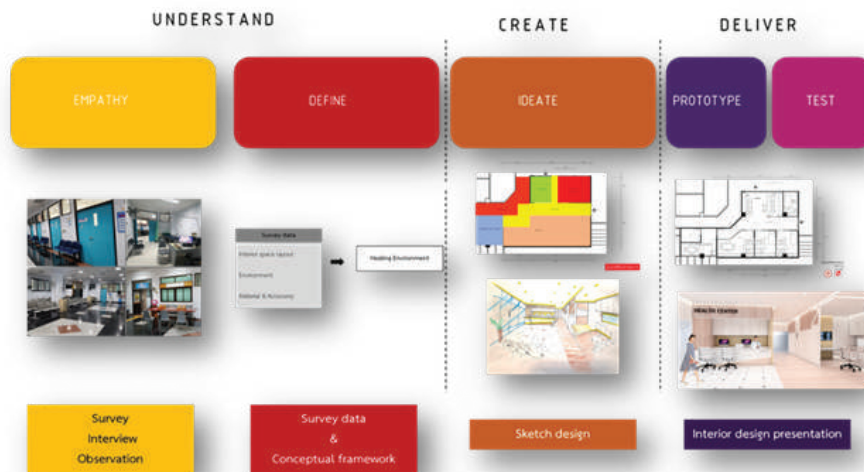 UNDERSTAND
CREATE
DELIVER
EMPATHY
DEFINE
IDEATE
PROTOTYPE
TEST
Survey data
Interior space layout
Environment
Material & Accessory
Healing Environment
HEALTH CENTER
Survey
Interview
Observation
Survey data
&
Conceptual framework
Sketch design
Interior design presentation